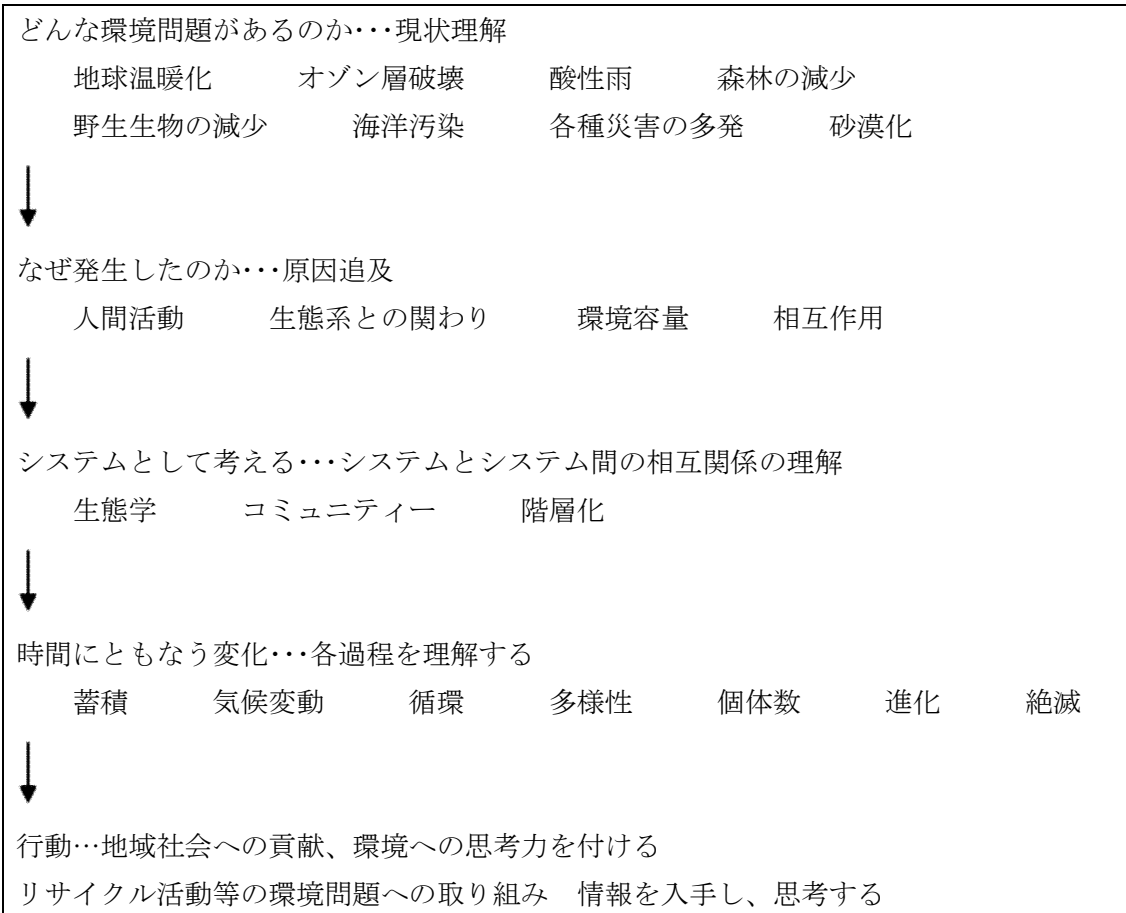 どんな環境問題があるのか･･･現状理解
地球温暖化　オゾン層破壊　酸性雨　森林の減少
野生生物の減少　海洋汚染　各種災害の多発　砂漠化
なぜ発生したのか･･･原因追及
人間活動　生態系との関わり　環境容量　相互作用
システムとして考える･･･システムとシステム間の相互関係の理解
生態学　コミュニティー　階層化
時間にともなう変化･･･各過程を理解する
蓄積　気候変動　循環　多様性　個体数　進化　絶滅
行動…地域社会への貢献、環境への思考力を付ける
リサイクル活動等の環境問題への取り組み　情報を入手し、思考する